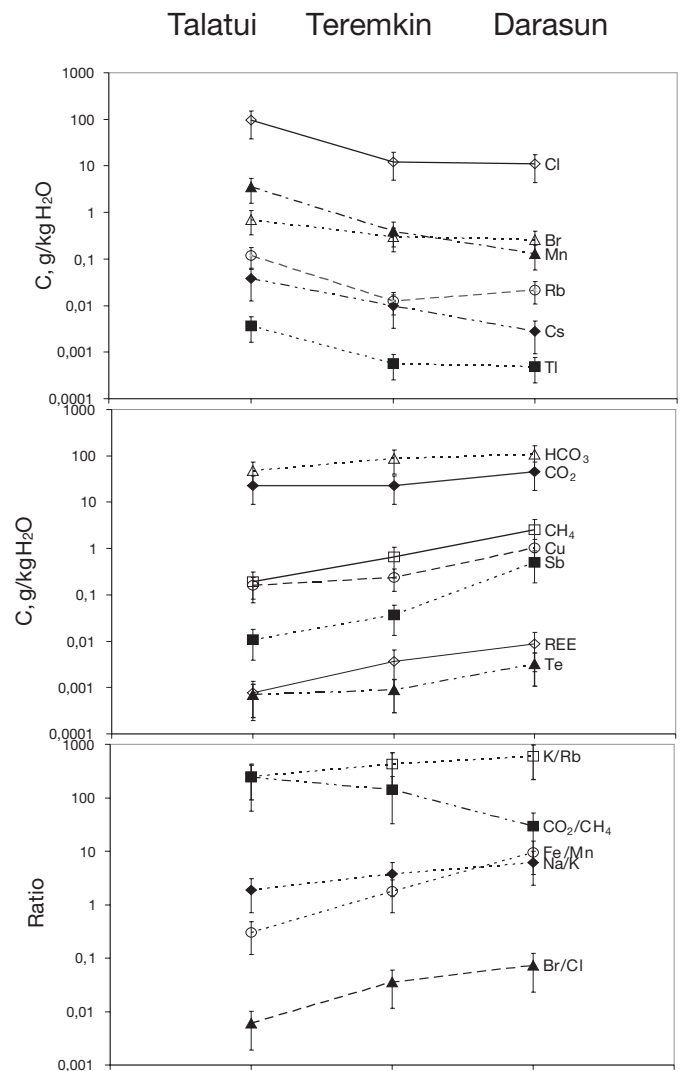 Talatui Teremkin Darasun
1000
100
10
1
0,1
0,01
0,001
0,0001
C, g/kg H₂O
Cl
Br
Mn
Rb
Cs
Tl
1000
100
10
1
0,1
0,01
0,001
0,0001
C, g/kg H₂O
HCO₃
CO₂
CH₄
Cu
Sb
REE
Te
1000
100
10
1
0,1
0,01
0,001
Ratio
K/Rb
CO₂/CH₄
Fe/Mn
Na/K
Br/Cl